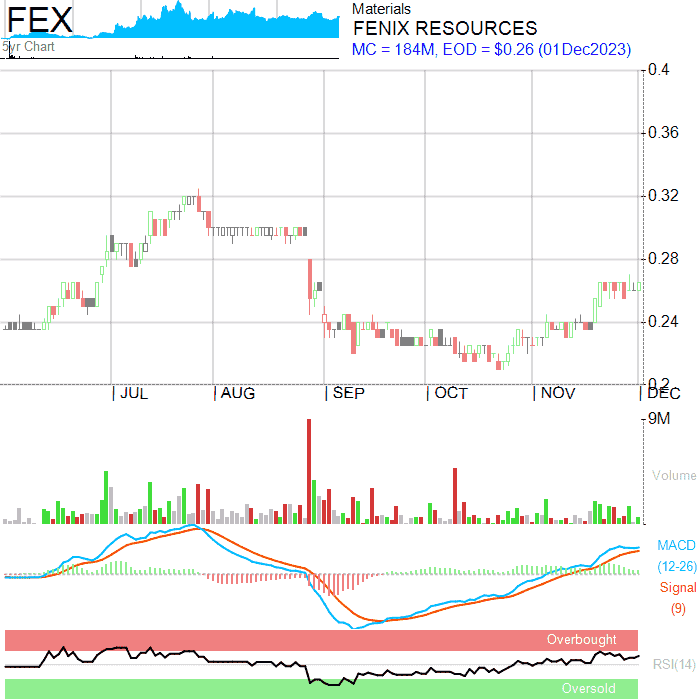 FEX
5yr Chart
Materials
FENIX RESOURCES
MC = 184M, EOD = $0.26 (01Dec2023)
0.4
0.36
0.32
0.28
0.24
0.2
JUL AUG SEP OCT NOV DEC
9M
Volume
MACD
(12-26)
Signal
(9)
Overbought
RSI(14)
Oversold